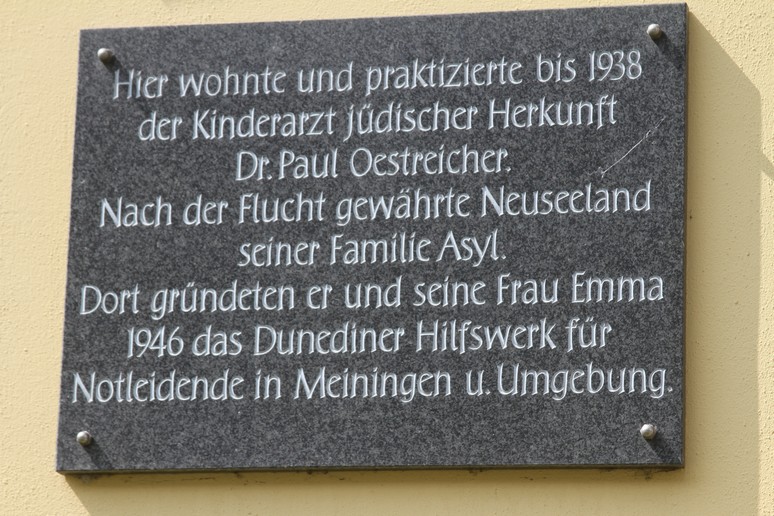 Hier wohnte und praktizierte bis 1938
der Kinderarzt jüdischer Herkunft
Dr. Paul Oestreicher.
Nach der Flucht gewährte Neuseeland
seiner Familie Asyl.
Dort gründeten er und seine Frau Emma
1946 das Dunediner Hilfswerk für
Notleidende in Meiningen u. Umgebung.